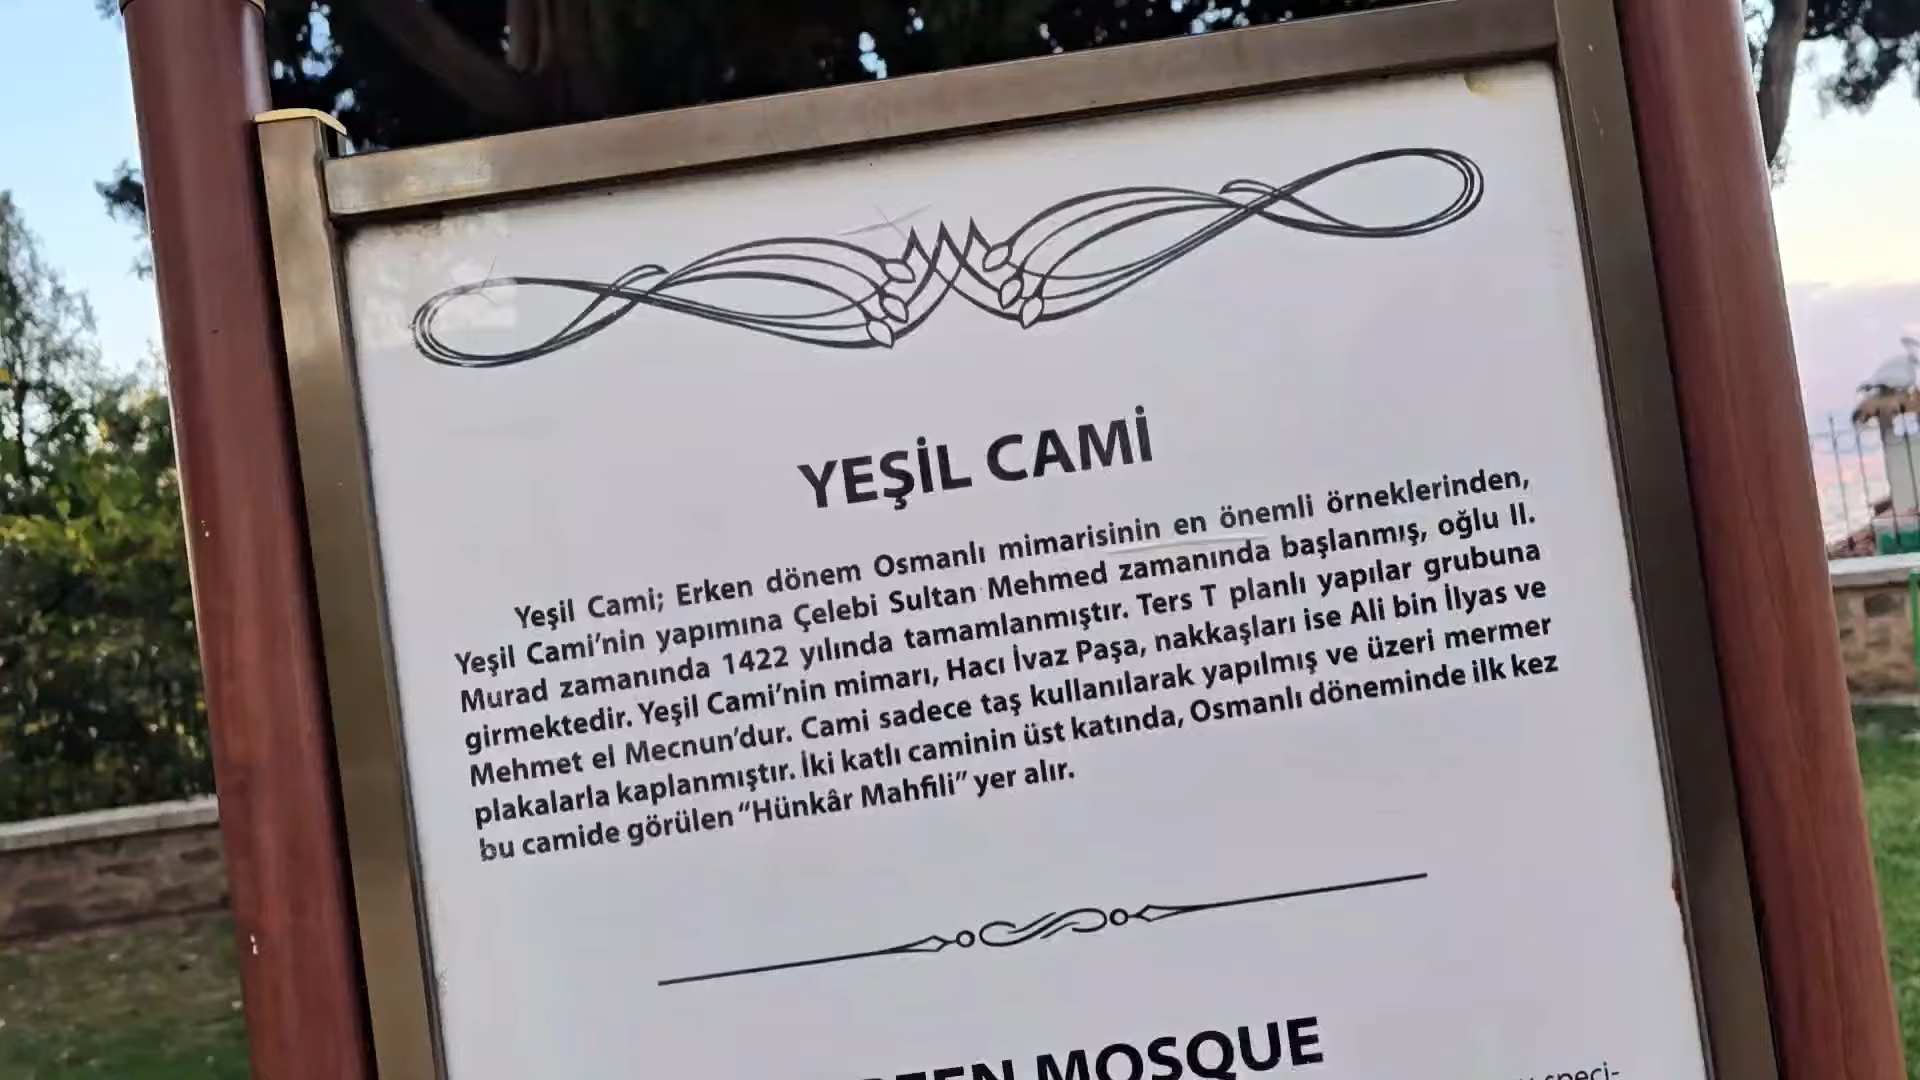 YEŞİL CAMİ
Yeşil Cami; Erken dönem Osmanlı mimarisinin en önemli örneklerinden,
Yeşil Cami’nin yapımına Çelebi Sultan Mehmed zamanında başlanmış, oğlu II.
Murad zamanında 1422 yılında tamamlanmıştır. Ters T planlı yapılar grubuna
girmektedir. Yeşil Cami’nin mimarı, Hacı İvaz Paşa, nakkaşları ise Ali bin İlyas ve
Mehmet el Mecnun’dur. Cami sadece taş kullanılarak yapılmış ve üzeri mermer
plakalarla kaplanmıştır. İki katlı caminin üst katında, Osmanlı döneminde ilk kez
bu camide görülen “Hünkâr Mahfili” yer alır.
MOSQUE